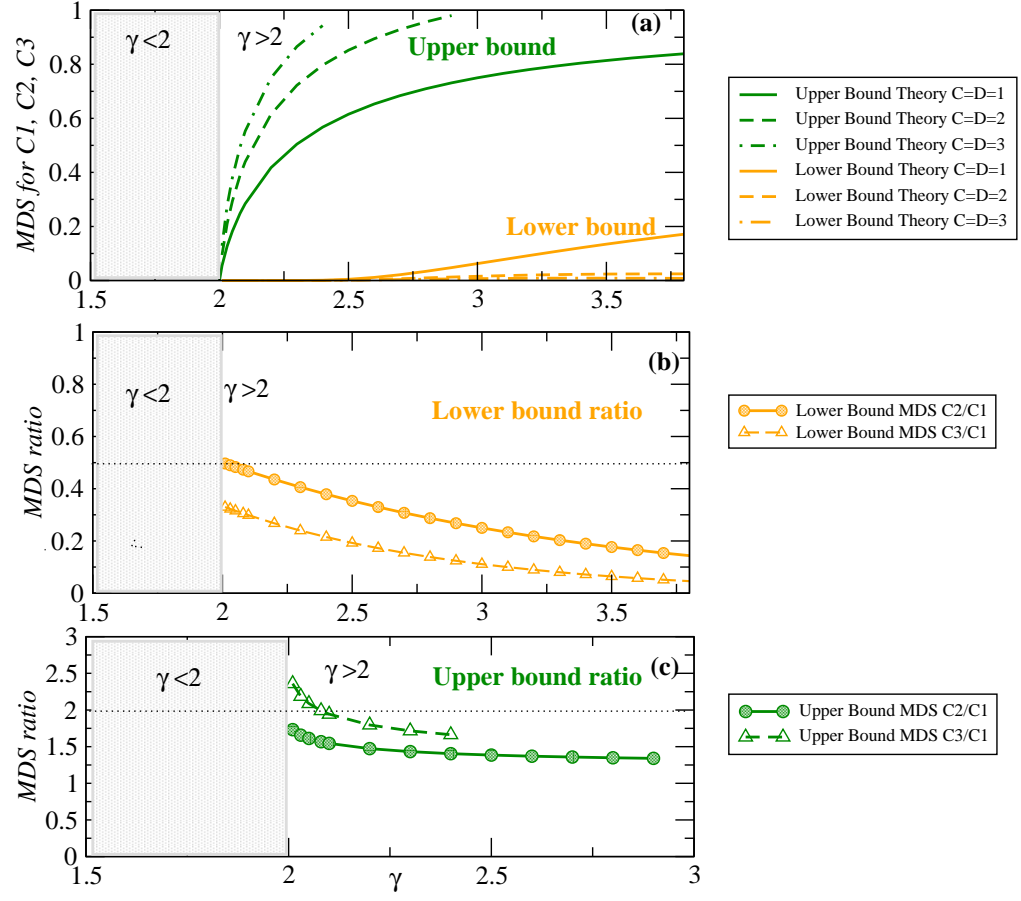 1
0.8
0.6
0.4
0.2
0
MDS for C1, C2, C3
γ<2
γ>2
(a)
Upper bound
Lower bound
1.5 2 2.5 3 3.5
Upper Bound Theory C=D=1
Upper Bound Theory C=D=2
Upper Bound Theory C=D=3
Lower Bound Theory C=D=1
Lower Bound Theory C=D=2
Lower Bound Theory C=D=3
1
0.8
0.6
0.4
0.2
0
MDS ratio
γ<2
γ>2
(b)
Lower bound ratio
1.5 2 2.5 3 3.5
Lower Bound MDS C2/C1
Lower Bound MDS C3/C1
3
2.5
2
1.5
1
0.5
0
MDS ratio
γ<2
γ>2
(c)
Upper bound ratio
1.5 2 2.5 3
γ
Upper Bound MDS C2/C1
Upper Bound MDS C3/C1